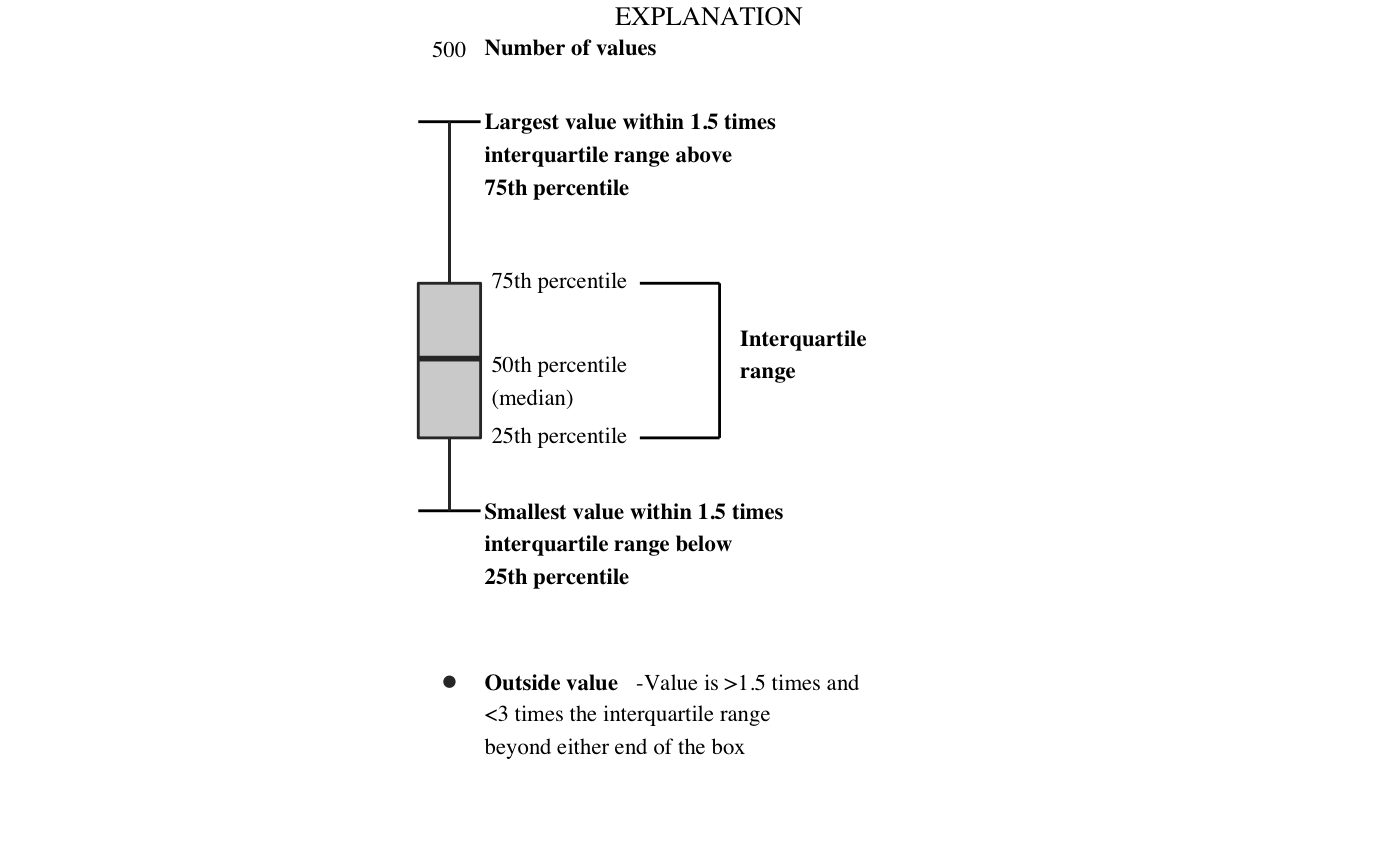 EXPLANATION
500 Number of values
Largest value within 1.5 times
interquartile range above
75th percentile
75th percentile
Interquartile
range
50th percentile
(median)
25th percentile
Smallest value within 1.5 times
interquartile range below
25th percentile
Outside value -Value is >1.5 times and
<3 times the interquartile range
beyond either end of the box